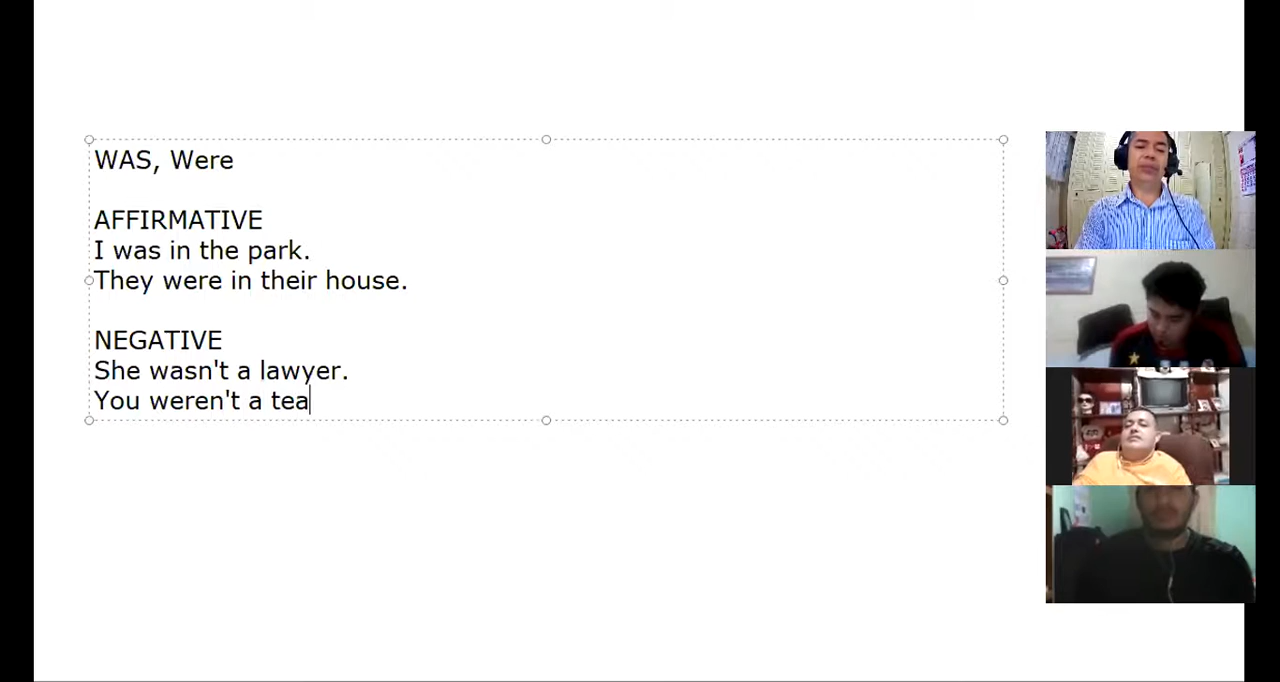 WAS, Were
AFFIRMATIVE
I was in the park.
They were in their house.
NEGATIVE
She wasn't a lawyer.
You weren't a tea